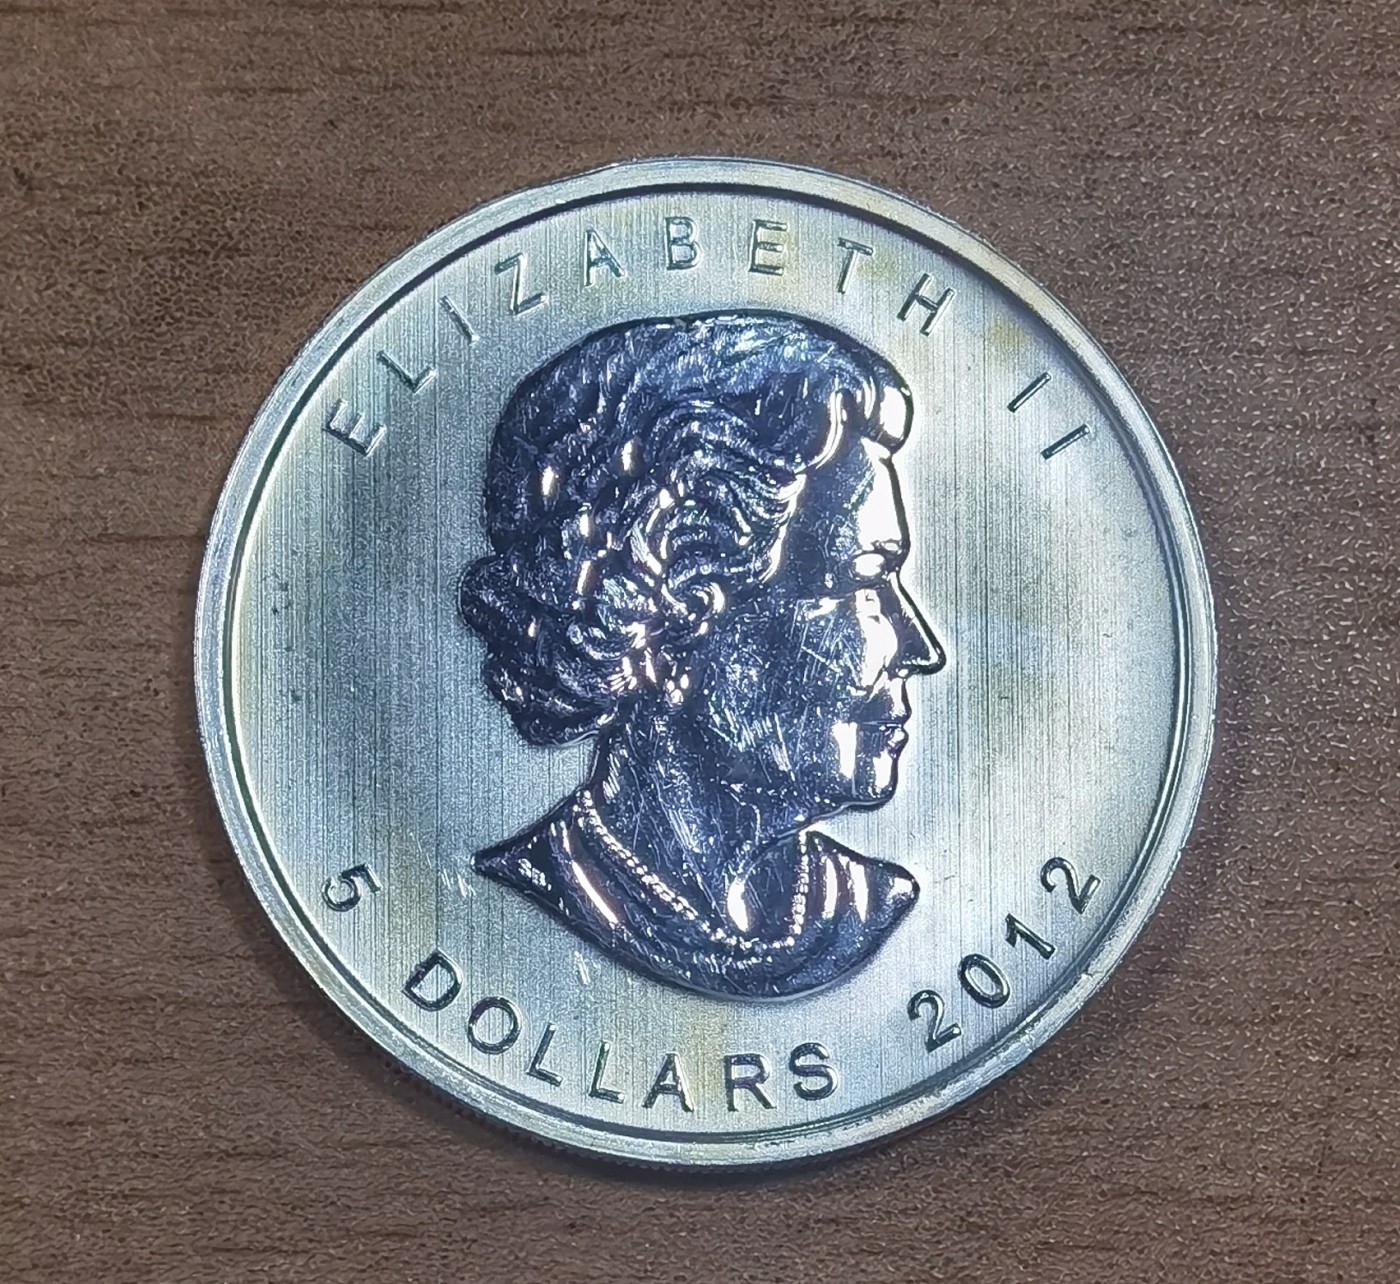 ELIZABETH II
5 DOLLARS 2012